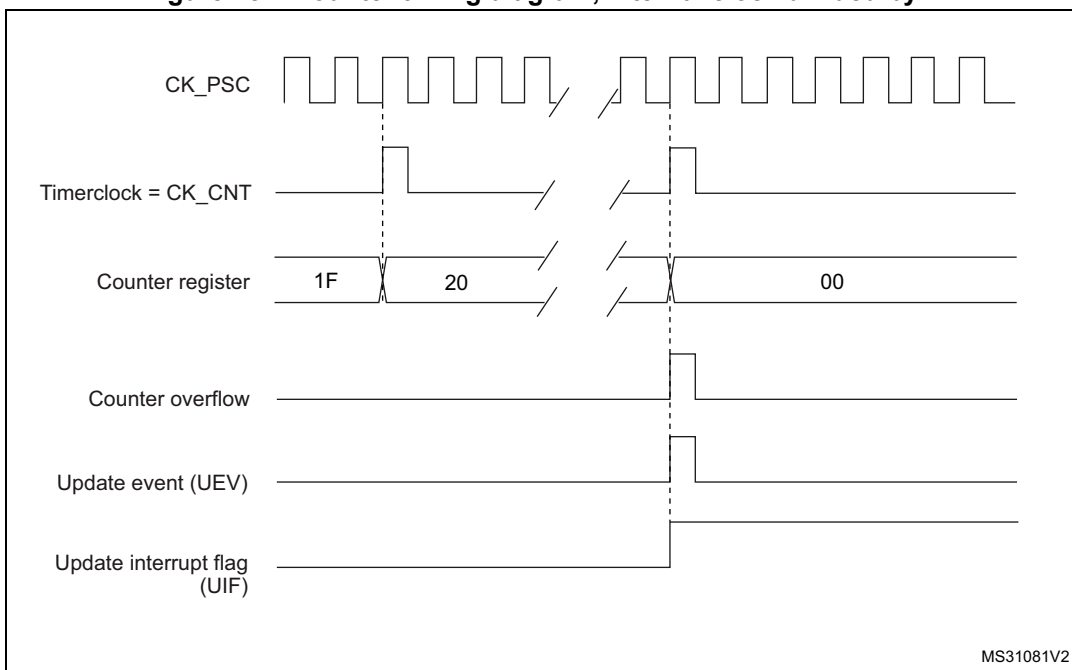 CK_PSC
Timerclock = CK_CNT
Counter register
1F
20
00
Counter overflow
Update event (UEV)
Update interrupt flag
(UIF)
MS31081V2